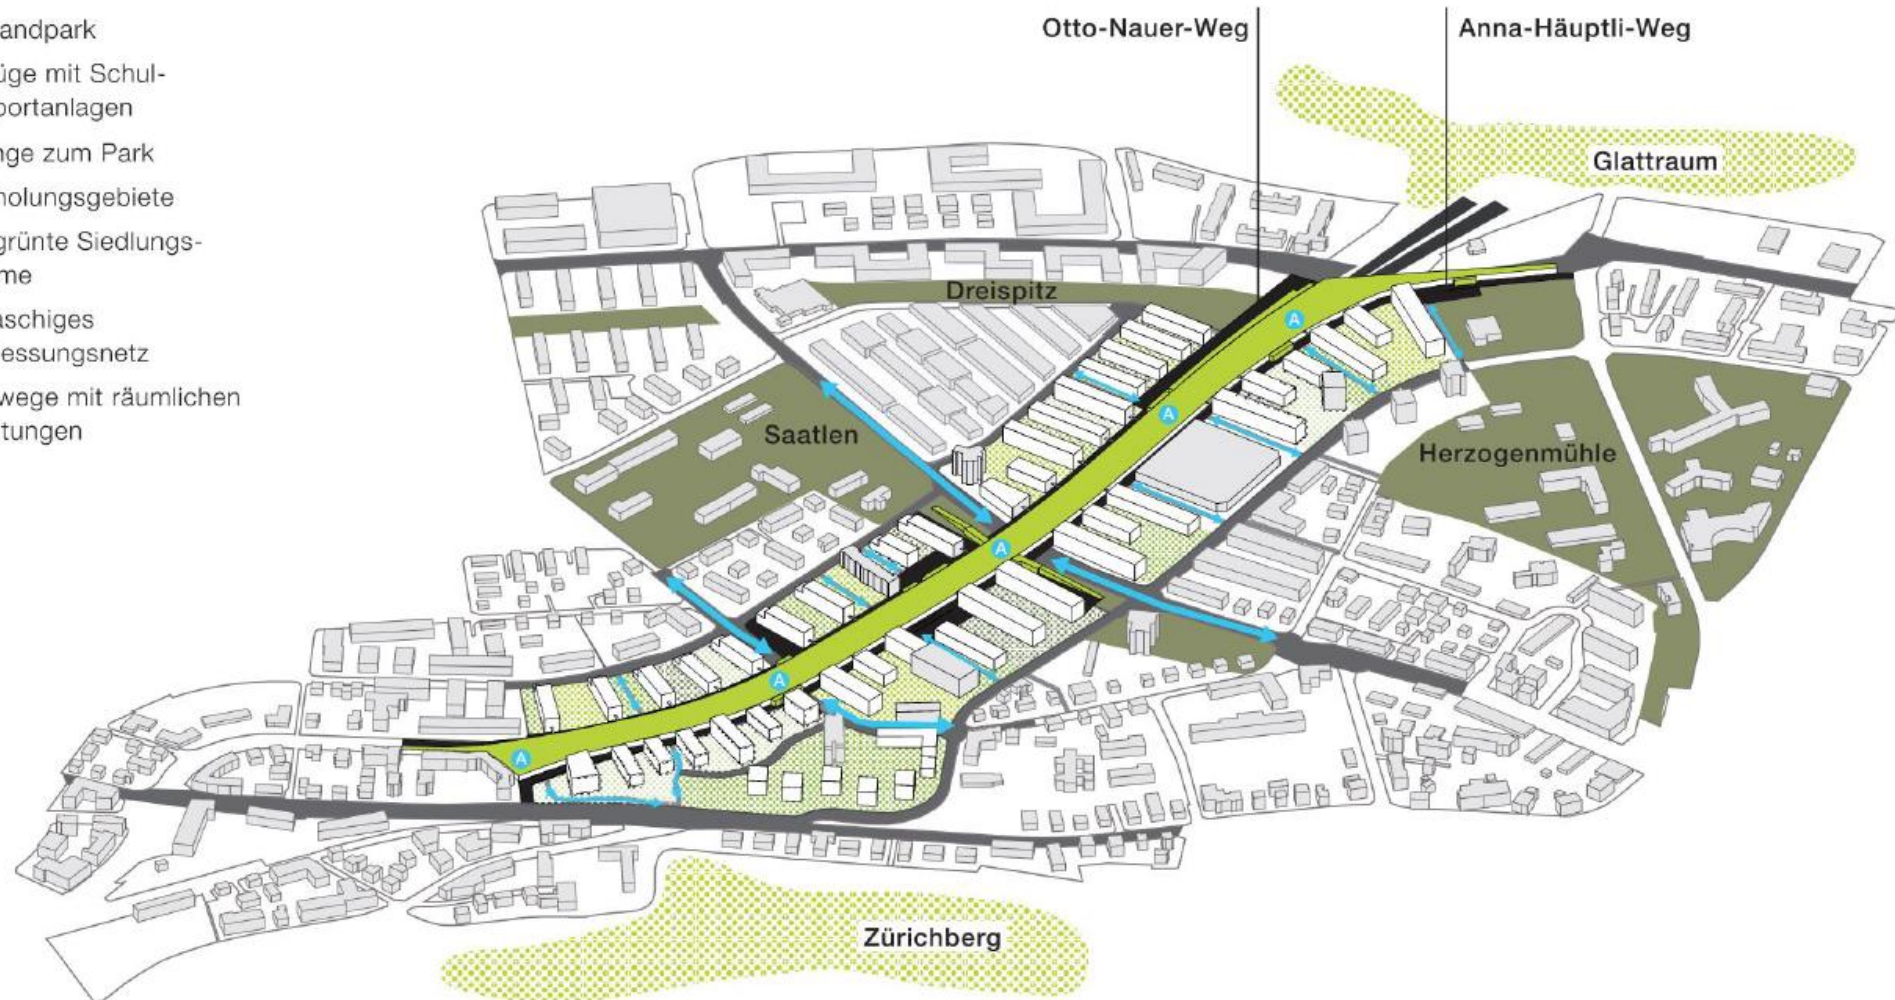 andpark
üge mit Schul-
portanlagen
nge zum Park
holungsgebiete
grünte Siedlungs-
me
aschiges
essungsnetz
wege mit räumlichen
tungen
Otto-Nauer-Weg
Anna-Häuptli-Weg
Glattraum
Dreispitz
A
A
Saatlen
Herzogenmühle
A
A
A
Zürichberg